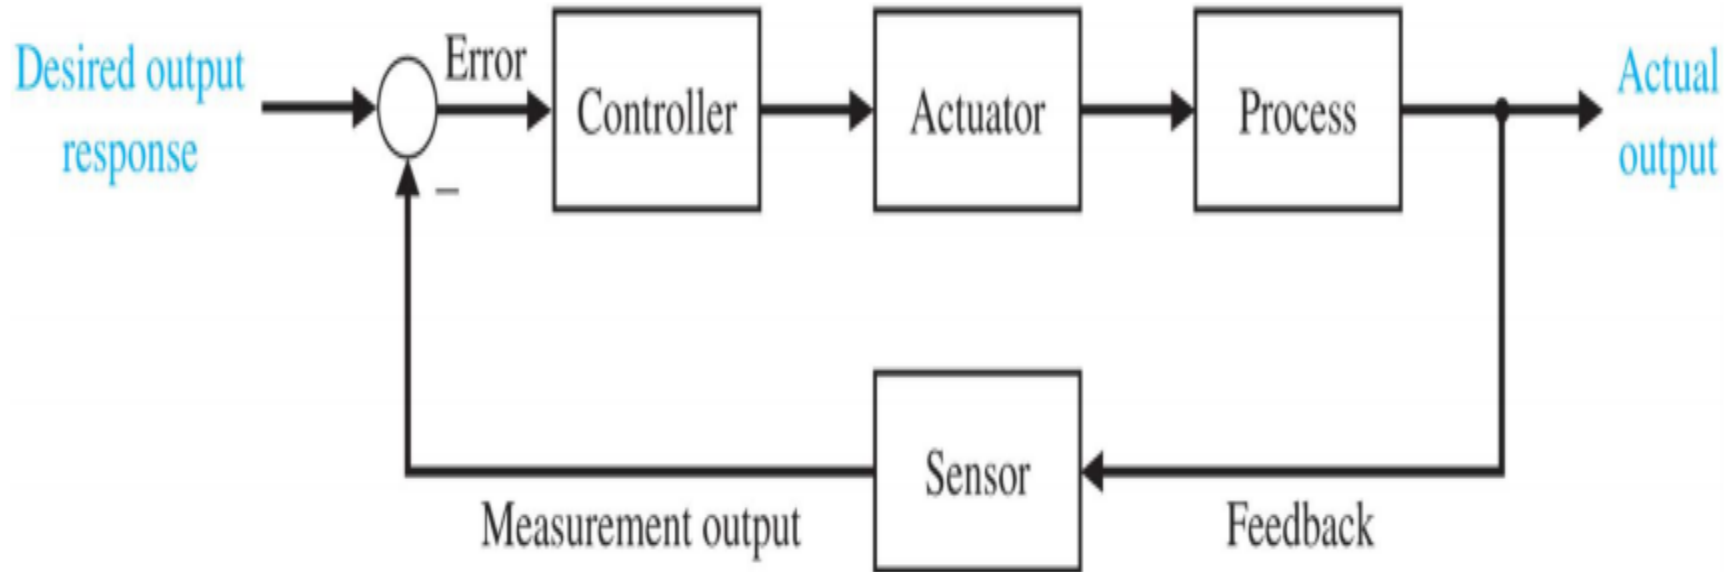 Desired output
response
Error
Controller
Actuator
Process
Actual
output
–
Sensor
Measurement output
Feedback